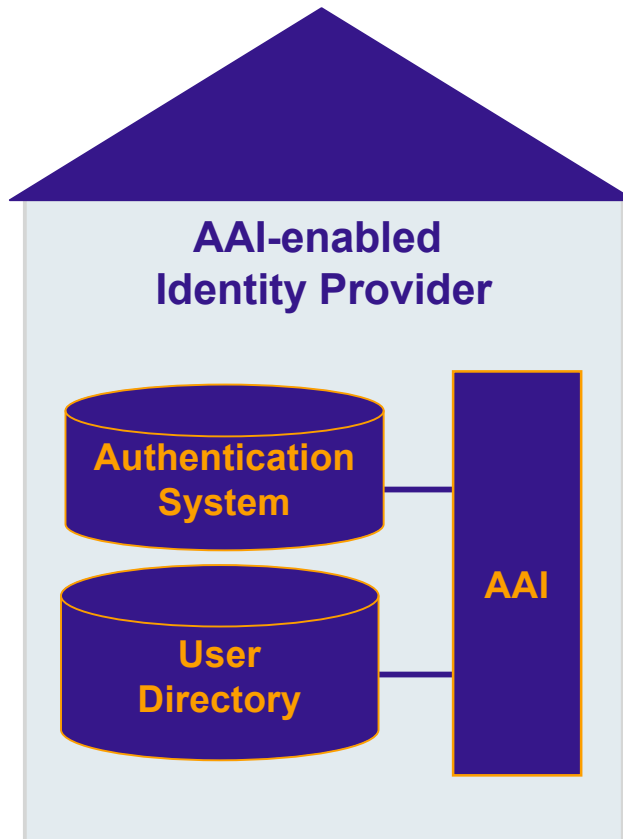 AAI-enabled
Identity Provider
Authentication
System
AAI
User
Directory